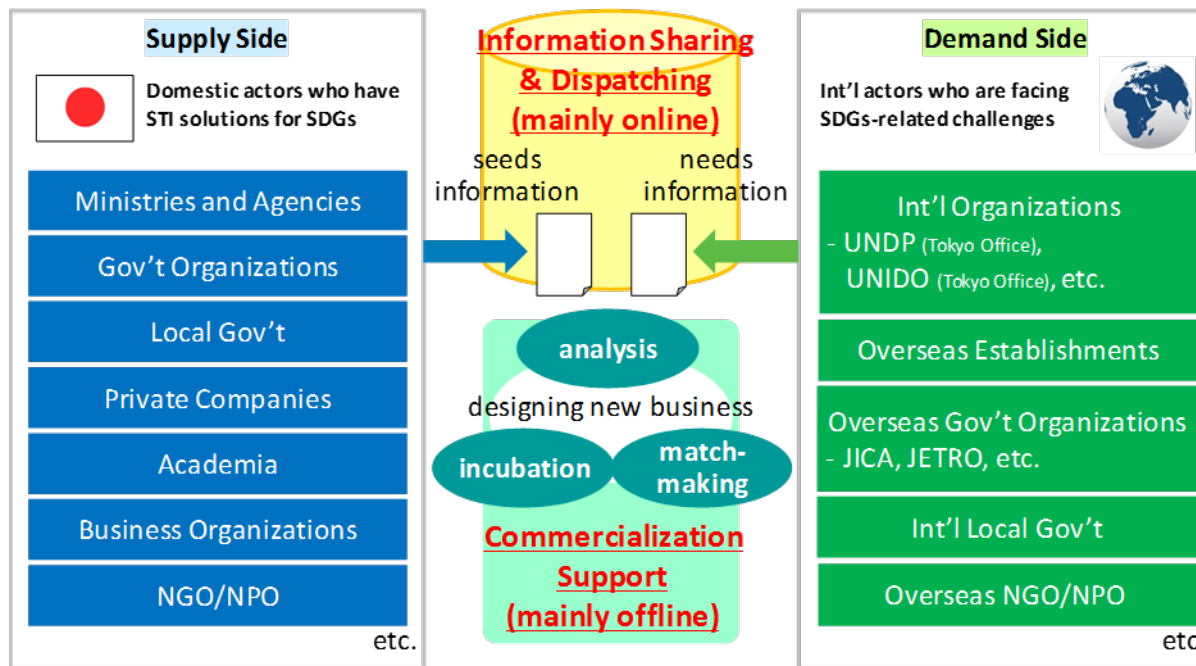 Supply Side
Domestic actors who have
STI solutions for SDGs
Ministries and Agencies
Gov't Organizations
Local Gov't
Private Companies
Academia
Business Organizations
NGO/NPO
etc.
Information Sharing
& Dispatching
(mainly online)
seeds
information
needs
information
analysis
designing new business
incubation
match-
making
Commercialization
Support
(mainly offline)
Demand Side
Int'l actors who are facing
SDGs-related challenges
Int'l Organizations
- UNDP (Tokyo Office),
UNIDO (Tokyo Office), etc.
Overseas Establishments
Overseas Gov't Organizations
- JICA, JETRO, etc.
Int'l Local Gov't
Overseas NGO/NPO
etc